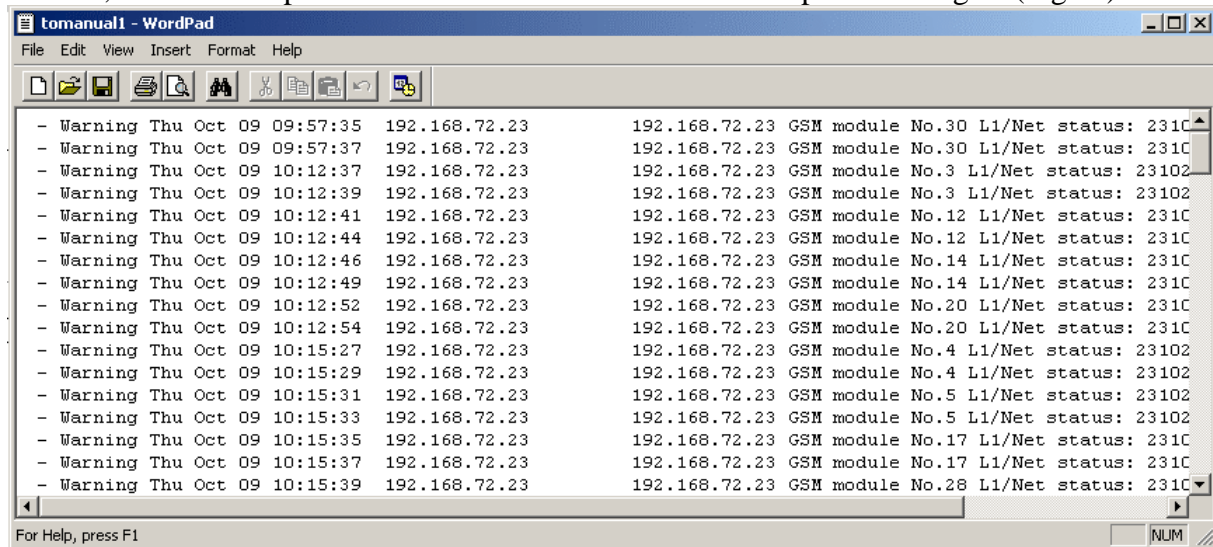 tomanual1 - WordPad
File Edit View Insert Format Help
- Warning Thu Oct 09 09:57:35 192.168.72.23 192.168.72.23 GSM module No.30 L1/Net status: 2310
- Warning Thu Oct 09 09:57:37 192.168.72.23 192.168.72.23 GSM module No.30 L1/Net status: 2310
- Warning Thu Oct 09 10:12:37 192.168.72.23 192.168.72.23 GSM module No.3 L1/Net status: 23102
- Warning Thu Oct 09 10:12:39 192.168.72.23 192.168.72.23 GSM module No.3 L1/Net status: 23102
- Warning Thu Oct 09 10:12:41 192.168.72.23 192.168.72.23 GSM module No.12 L1/Net status: 2310
- Warning Thu Oct 09 10:12:44 192.168.72.23 192.168.72.23 GSM module No.12 L1/Net status: 2310
- Warning Thu Oct 09 10:12:46 192.168.72.23 192.168.72.23 GSM module No.14 L1/Net status: 2310
- Warning Thu Oct 09 10:12:49 192.168.72.23 192.168.72.23 GSM module No.14 L1/Net status: 2310
- Warning Thu Oct 09 10:12:52 192.168.72.23 192.168.72.23 GSM module No.20 L1/Net status: 2310
- Warning Thu Oct 09 10:12:54 192.168.72.23 192.168.72.23 GSM module No.20 L1/Net status: 2310
- Warning Thu Oct 09 10:15:27 192.168.72.23 192.168.72.23 GSM module No.4 L1/Net status: 23102
- Warning Thu Oct 09 10:15:29 192.168.72.23 192.168.72.23 GSM module No.4 L1/Net status: 23102
- Warning Thu Oct 09 10:15:31 192.168.72.23 192.168.72.23 GSM module No.5 L1/Net status: 23102
- Warning Thu Oct 09 10:15:33 192.168.72.23 192.168.72.23 GSM module No.5 L1/Net status: 23102
- Warning Thu Oct 09 10:15:35 192.168.72.23 192.168.72.23 GSM module No.17 L1/Net status: 2310
- Warning Thu Oct 09 10:15:37 192.168.72.23 192.168.72.23 GSM module No.17 L1/Net status: 2310
- Warning Thu Oct 09 10:15:39 192.168.72.23 192.168.72.23 GSM module No.28 L1/Net status: 2310
For Help, press F1
NUM